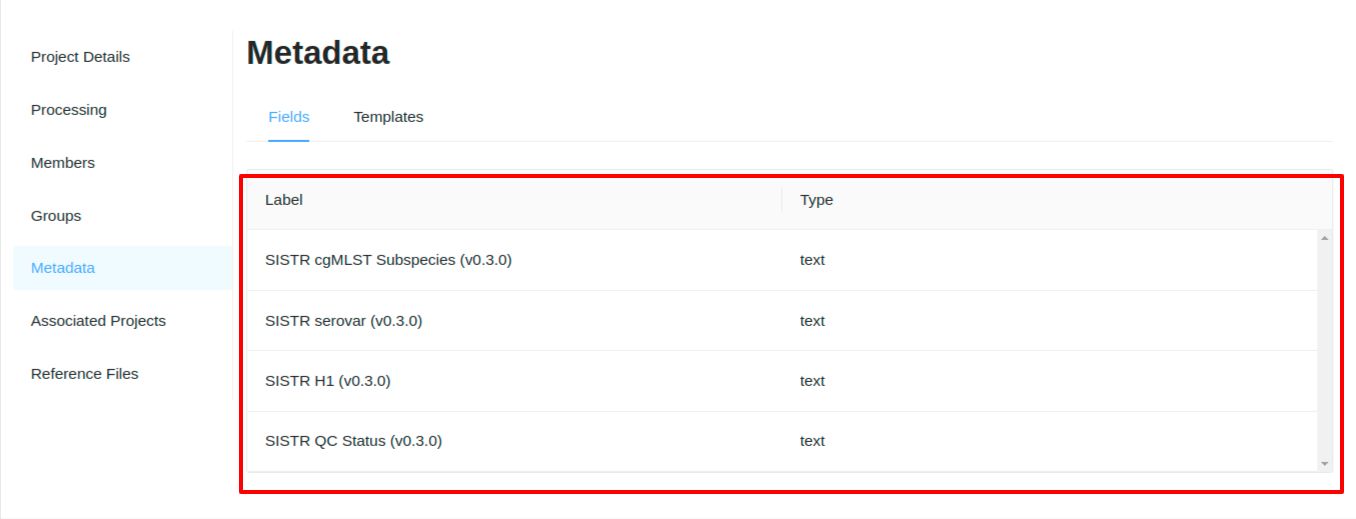 Project Details
Processing
Members
Groups
Metadata
Associated Projects
Reference Files
Metadata
Fields Templates
Label Type
SISTR cgMLST Subspecies (v0.3.0) text
SISTR serovar (v0.3.0) text
SISTR H1 (v0.3.0) text
SISTR QC Status (v0.3.0) text